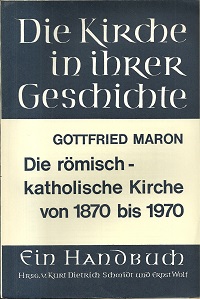 Die Kirche
in ihrer
Geschichte
GOTTFRIED MARON
Die römisch-
katholische Kirche
von 1870 bis 1970
Ein Handbuch
Hrsg. v. Kurt Dietrich Schmidt und Ernst Wolf